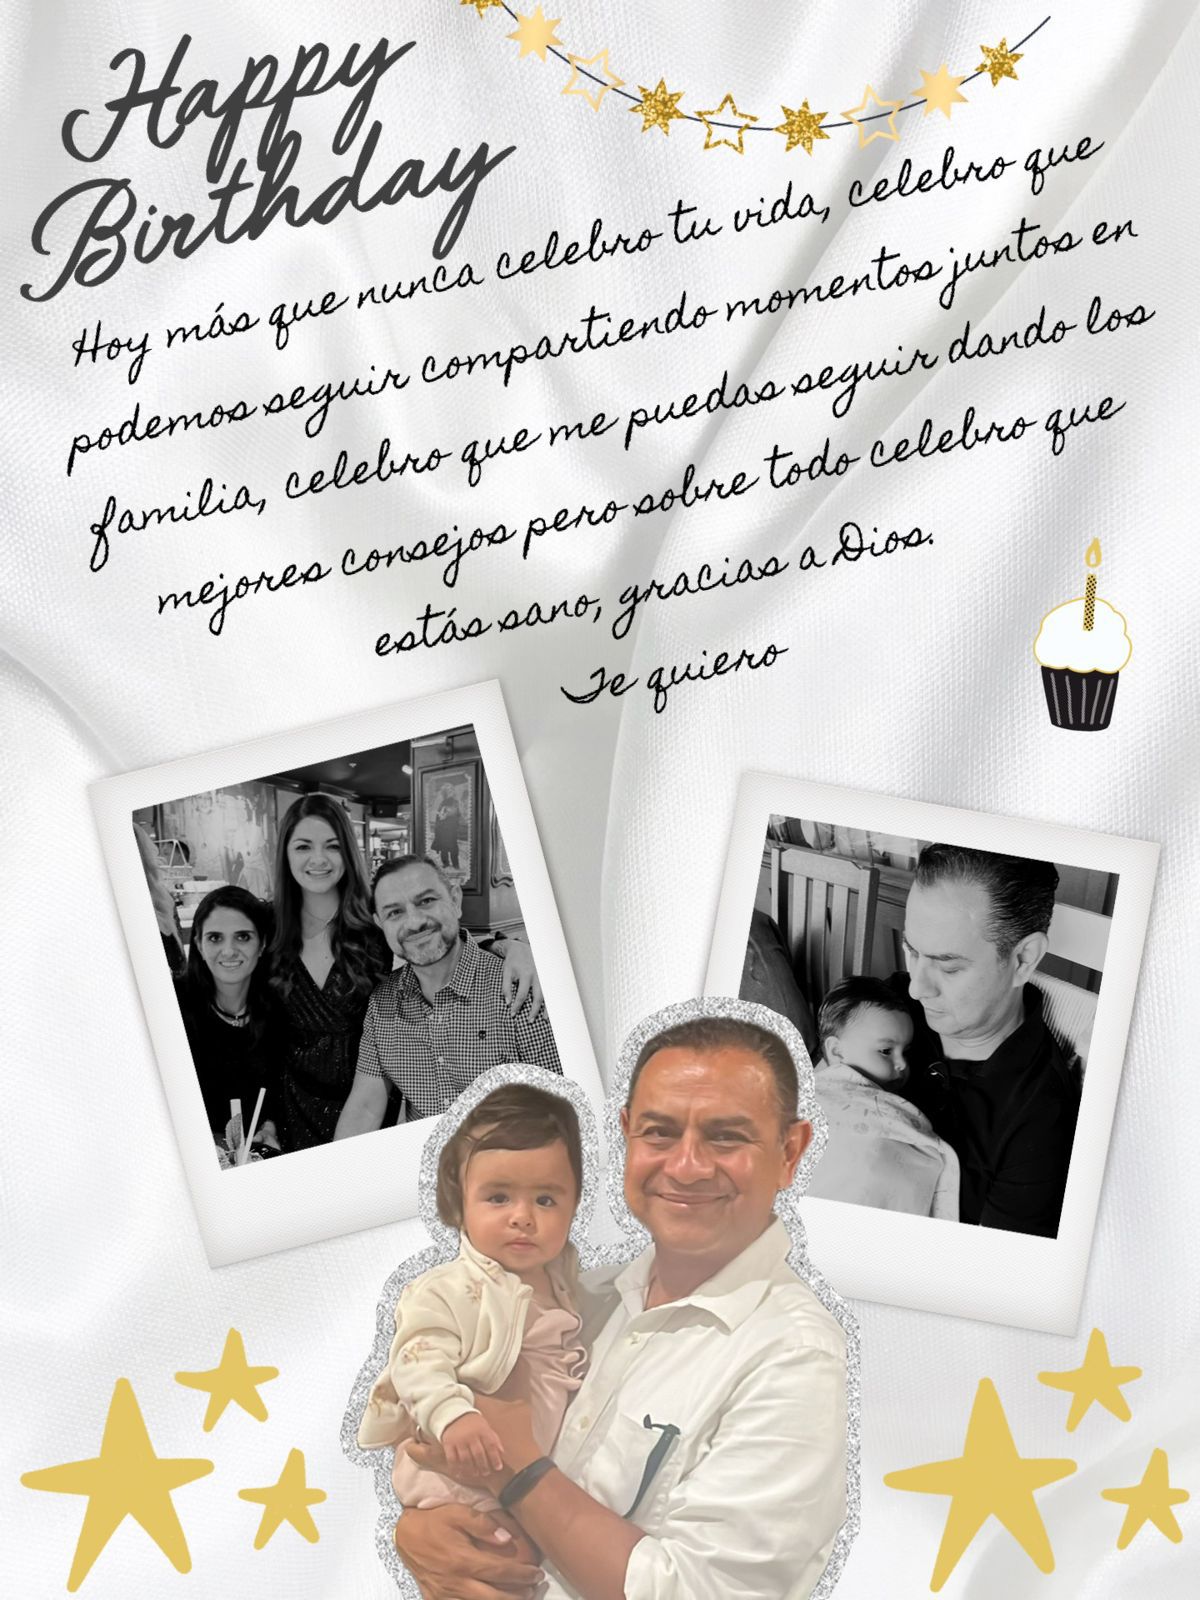 Happy
Birthday
Hoy más que nunca celebro tu vida, celebro que
podemos seguir compartiendo momentos juntos en
familia, celebro que me puedas seguir dando los
mejores consejos pero sobre todo celebro que
estás sano, gracias a Dios.
Te quiero